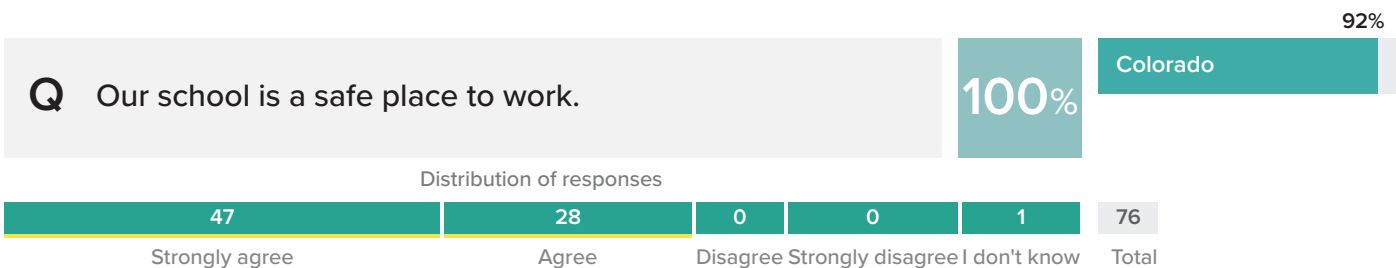 92%
Q Our school is a safe place to work.
100%
Colorado
Distribution of responses
47 28 0 0 1 76
Strongly agree Agree Disagree Strongly disagree I don't know Total